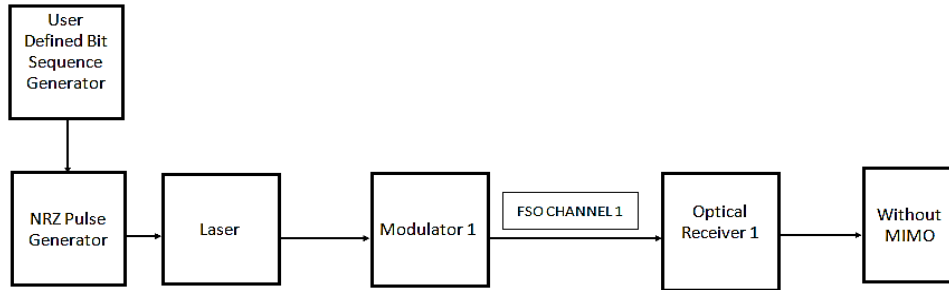 User
Defined Bit
Sequence
Generator
NRZ Pulse
Generator
Laser
Modulator 1
FSO CHANNEL 1
Optical
Receiver 1
Without
MIMO